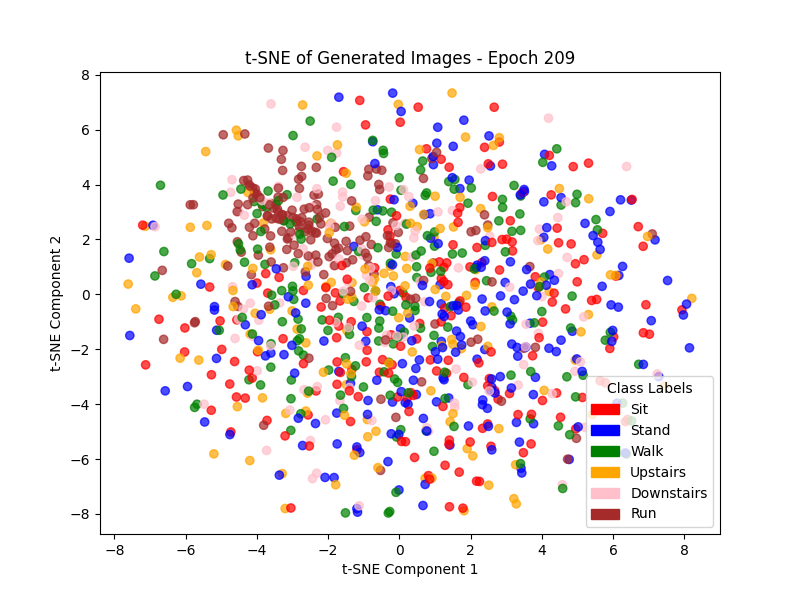 t-SNE of Generated Images - Epoch 209
t-SNE Component 2
8
6
4
2
0
−2
−4
−6
−8
−8
−6
−4
−2
0
2
4
6
8
t-SNE Component 1
Class Labels
Sit
Stand
Walk
Upstairs
Downstairs
Run